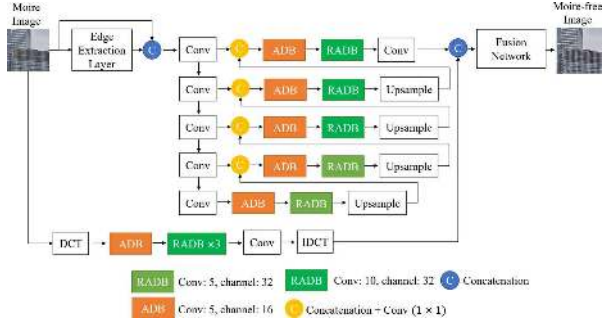 Moire
Image
Moire-free
Image
Edge
Extraction
Layer
C
Conv
C
ADB
RADB
Conv
C
Fusion
Network
Conv
C
ADB
RADB
Upsample
Conv
C
ADB
RADB
Upsample
Conv
C
ADB
RADB
Upsample
Conv
ADB
RADB
Upsample
DCT
ADB
RADB ×3
Conv
IDCT
RADB Conv: 5, channel: 32
RADB Conv: 10, channel: 32
C Concatenation
ADB Conv: 5, channel: 16
C Concatenation + Conv (1 × 1)